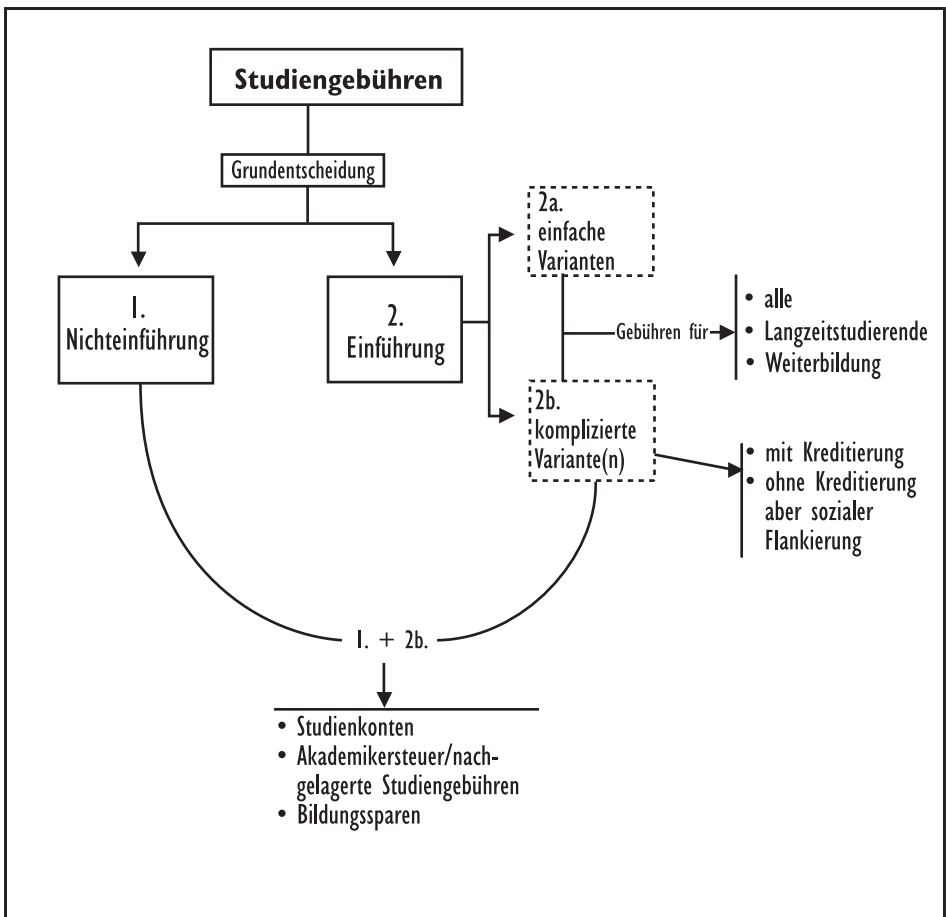 Studiengebühren
Grundentscheidung
1.
Nichteinführung
2.
Einführung
2a.
einfache
Varianten
Gebühren für
• alle
• Langzeitstudierende
• Weiterbildung
2b.
komplizierte
Variante(n)
• mit Kreditierung
• ohne Kreditierung
aber sozialer
Flankierung
1. + 2b.
• Studienkonten
• Akademikersteuer/nach-
gelagerte Studiengebühren
• Bildungssparen